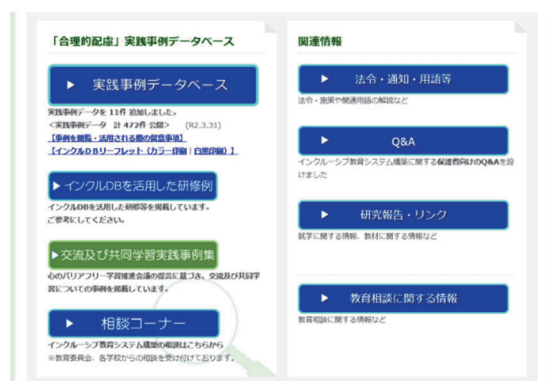 「合理的配慮」実践事例データベース
▶ 実践事例データベース
実践事例データを 11件 追加しました。
<実践事例データ 計 472件 公開> (R2.3.31)
【事例を閲覧・活用される際の留意事項】
【インクルDBリーフレット（カラー印刷｜白黒印刷）】
▶インクルDBを活用した研修例
インクルDBを活用した研修等を掲載しています。
ご参考にしてください。
▶交流及び共同学習実践事例集
心のバリアフリー学習推進会議の提言に基づき、交流及び共同学
習についての事例を掲載しています。
▶ 相談コーナー
インクルーシブ教育システム構築の相談はこちらから
※教育委員会、各学校からの相談を受け付けております。
関連情報
▶ 法令・通知・用語等
法令・施策や関連用語の解説など
▶ Q&A
インクルーシブ教育システム構築に関する保護者向けのQ&Aを設
けました
▶ 研究報告・リンク
就学に関する情報、教材に関する情報など
▶ 教育相談に関する情報
教育相談に関する情報など